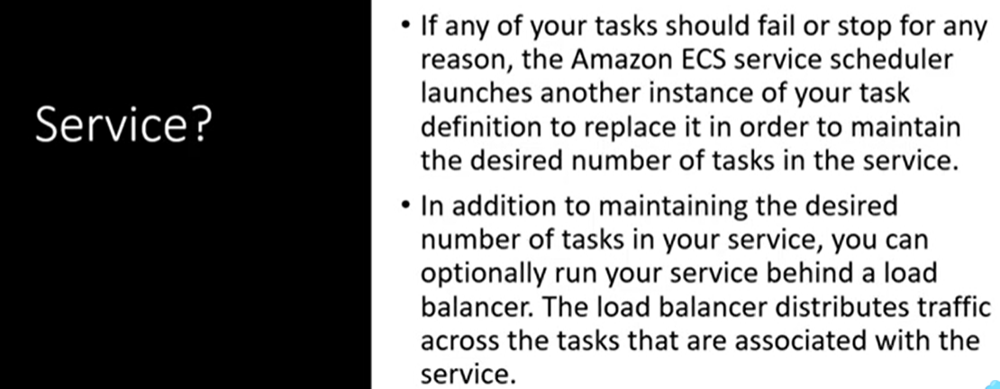 Service?
• If any of your tasks should fail or stop for any
reason, the Amazon ECS service scheduler
launches another instance of your task
definition to replace it in order to maintain
the desired number of tasks in the service.
• In addition to maintaining the desired
number of tasks in your service, you can
optionally run your service behind a load
balancer. The load balancer distributes traffic
across the tasks that are associated with the
service.